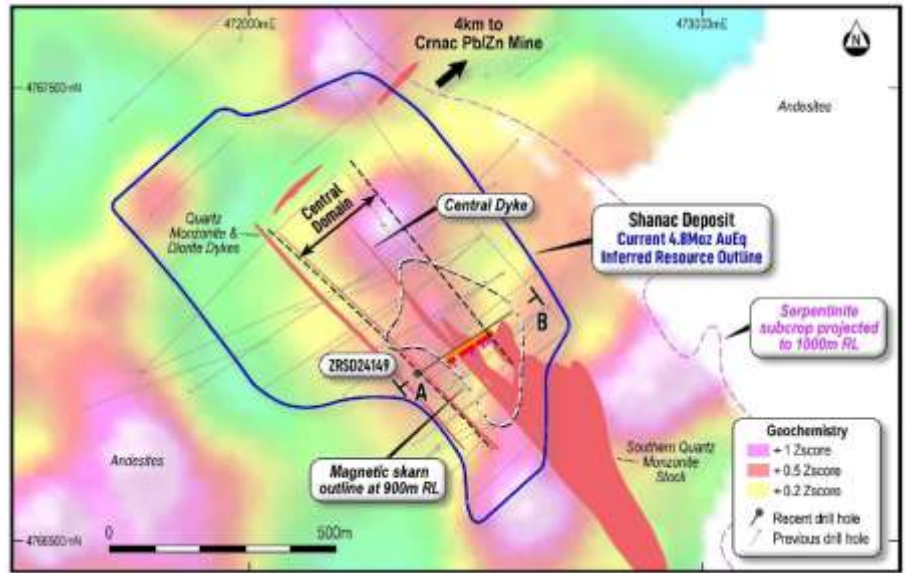 472000mE
473000mE
4km to
Crnac Pb/Zn Mine
N
4767500mN
Andesites
Central
Domain
Central Dyke
Quartz
Monzonite &
Diorite Dykes
Shanac Deposit
Current 4.8Moz AuEq
Inferred Resource Outline
B
Serpentinite
subcrop projected
to 1000m RL
ZRSD24149
A
Andesites
Magnetic skarn
outline at 900m RL
Southern Quartz
Monzonite
Stock
Geochemistry
+ 1 Zscore
+ 0.5 Zscore
+ 0.2 Zscore
Recent drill hole
Previous drill hole
0
500m
4766500mN